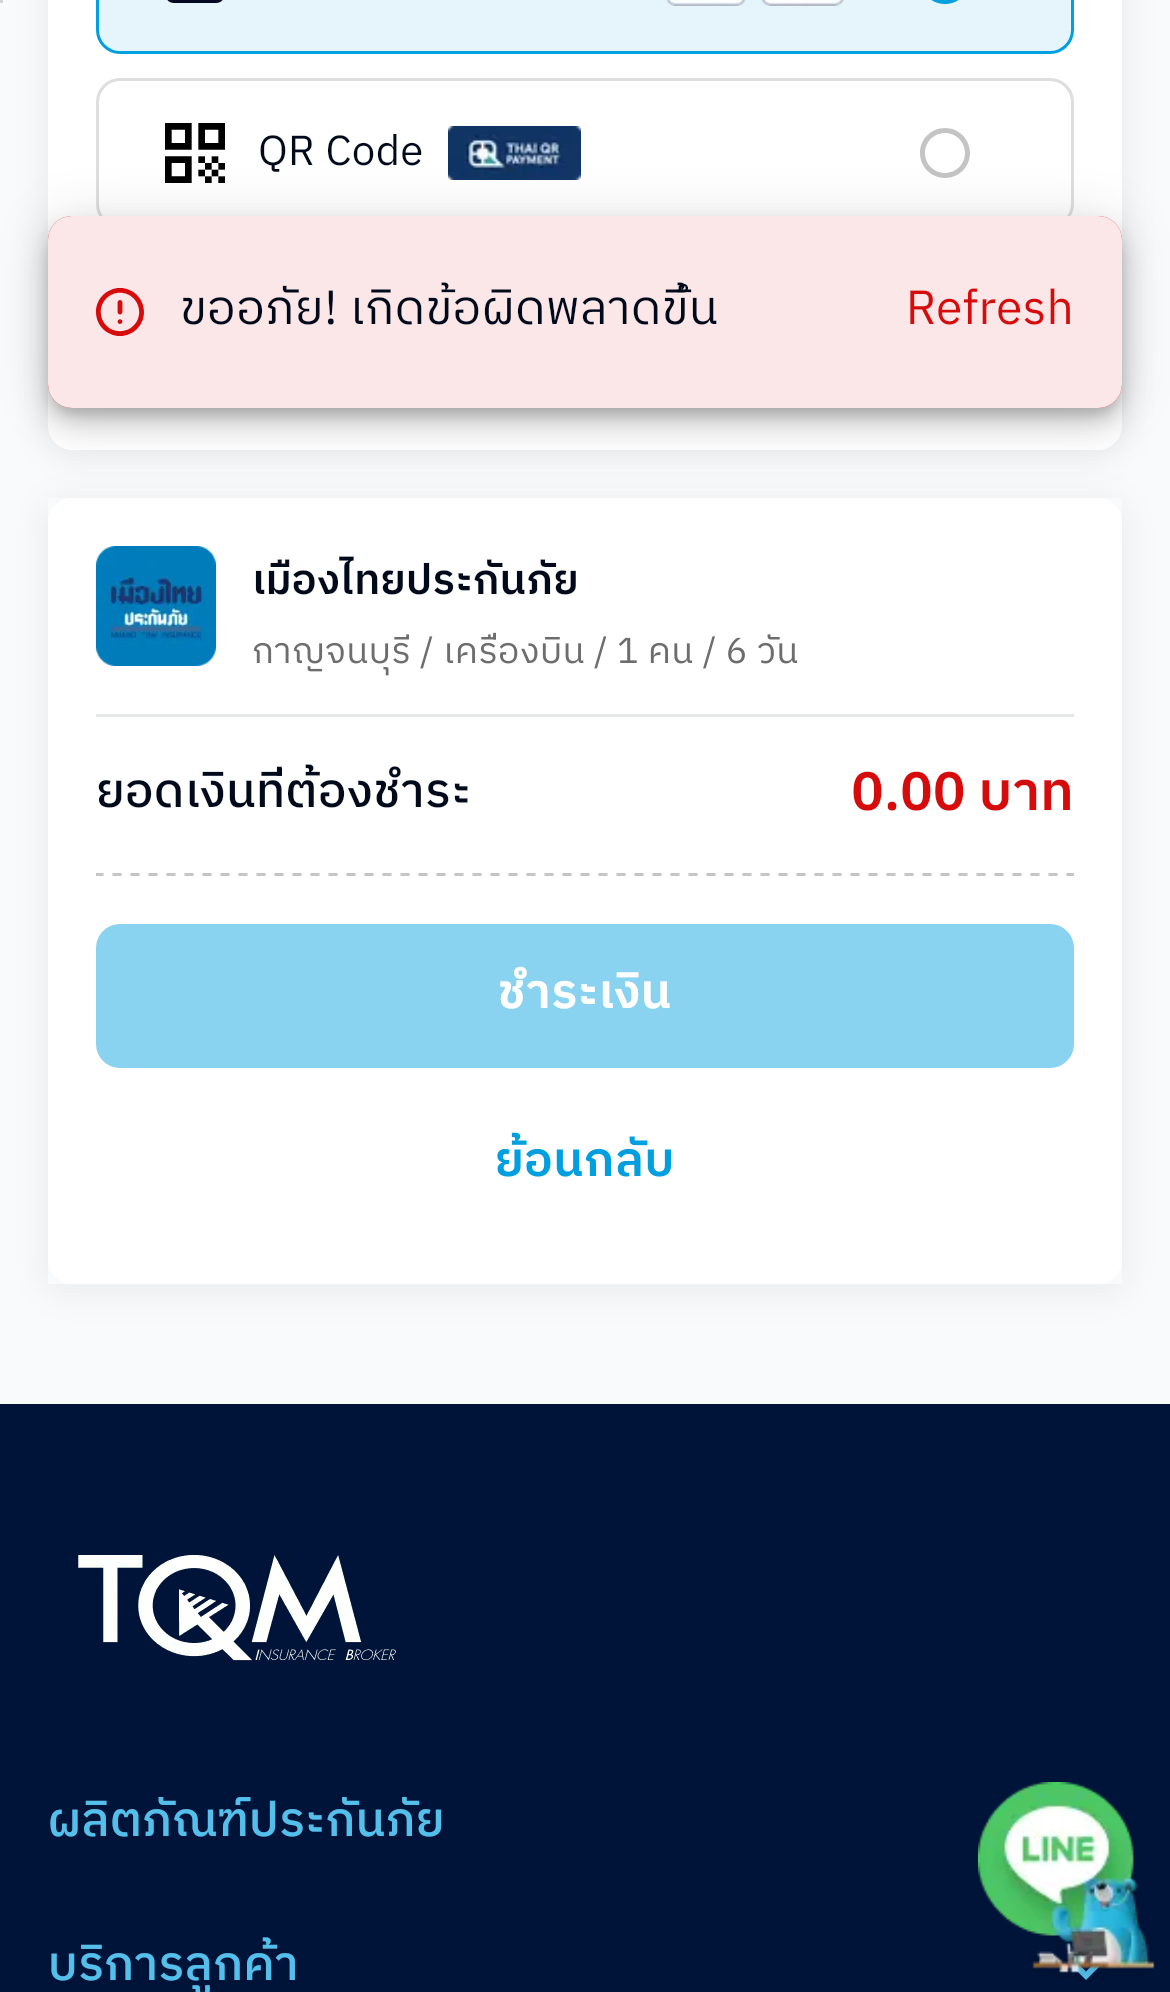 QR Code
THAI QR
PAYMENT
ขออภัย! เกิดข้อผิดพลาดขึ้น
Refresh
เมืองไทย
ประกันภัย
เมืองไทยประกันภัย
กาญจนบุรี / เครื่องบิน / 1 คน / 6 วัน
ยอดเงินที่ต้องชำระ
0.00 บาท
ชำระเงิน
ย้อนกลับ
TQM
INSURANCE BROKER
ผลิตภัณฑ์ประกันภัย
LINE
บริการลูกค้า